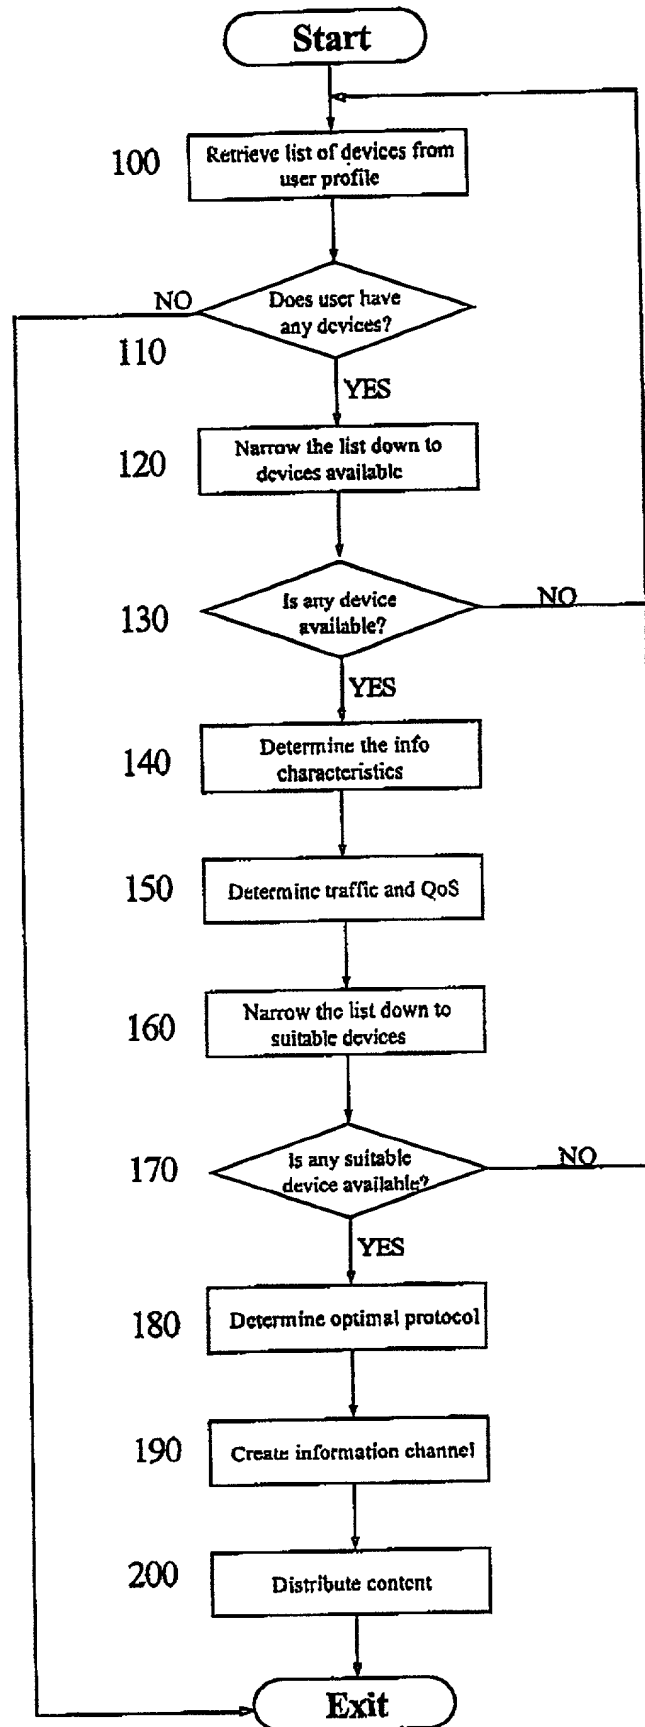 Start
100
Retrieve list of devices from
user profile
NO
Does user have
any devices?
110
YES
120
Narrow the list down to
devices available
130
Is any device
available?
NO
YES
140
Determine the info
characteristics
150
Determine traffic and QoS
160
Narrow the list down to
suitable devices
170
Is any suitable
device available?
NO
YES
180
Determine optimal protocol
190
Create information channel
200
Distribute content
Exit